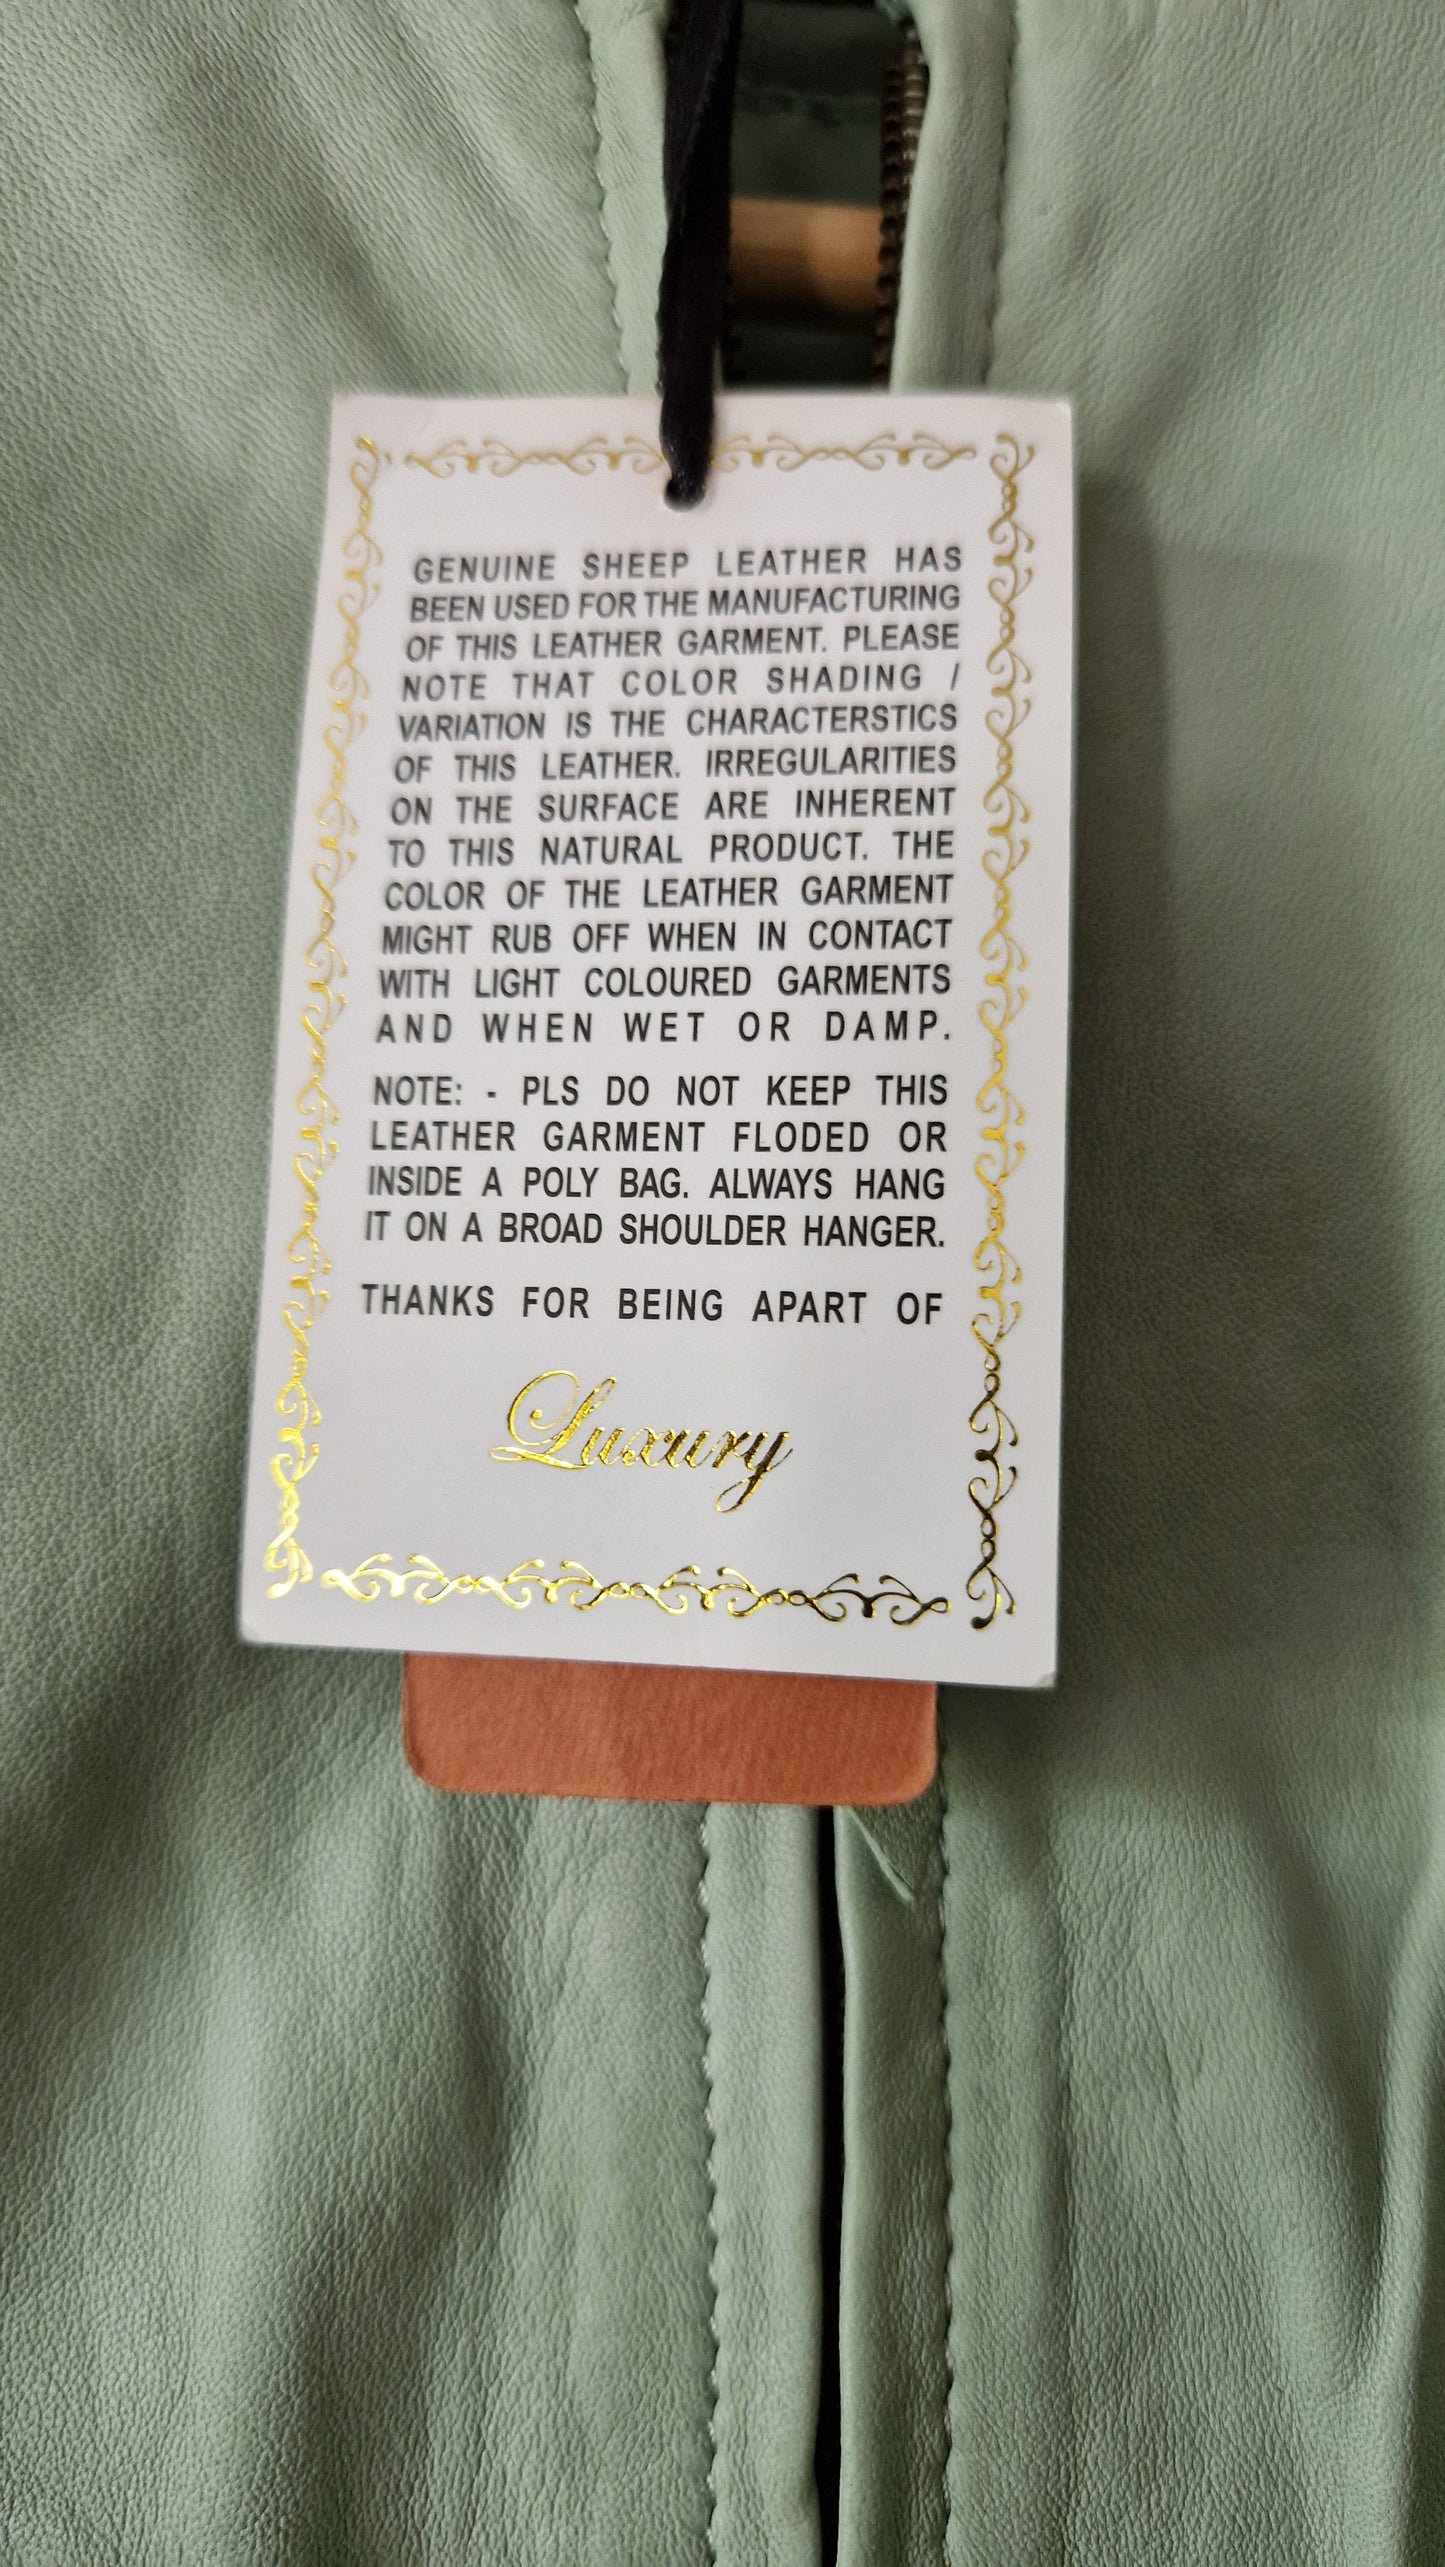 GENUINE SHEEP LEATHER HAS
BEEN USED FOR THE MANUFACTURING
OF THIS LEATHER GARMENT. PLEASE
NOTE THAT COLOR SHADING /
VARIATION IS THE CHARACTERSTICS
OF THIS LEATHER. IRREGULARITIES
ON THE SURFACE ARE INHERENT
TO THIS NATURAL PRODUCT. THE
COLOR OF THE LEATHER GARMENT
MIGHT RUB OFF WHEN IN CONTACT
WITH LIGHT COLOURED GARMENTS
AND WHEN WET OR DAMP.
NOTE: - PLS DO NOT KEEP THIS
LEATHER GARMENT FLODED OR
INSIDE A POLY BAG. ALWAYS HANG
IT ON A BROAD SHOULDER HANGER.
THANKS FOR BEING APART OF
Luxury